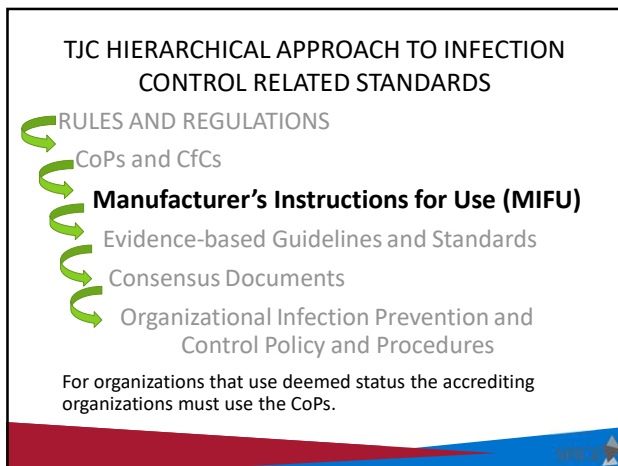 TJC HIERARCHICAL APPROACH TO INFECTION
CONTROL RELATED STANDARDS
RULES AND REGULATIONS
CoPs and CfCs
Manufacturer's Instructions for Use (MIFU)
Evidence-based Guidelines and Standards
Consensus Documents
Organizational Infection Prevention and
Control Policy and Procedures
For organizations that use deemed status the accrediting
organizations must use the CoPs.